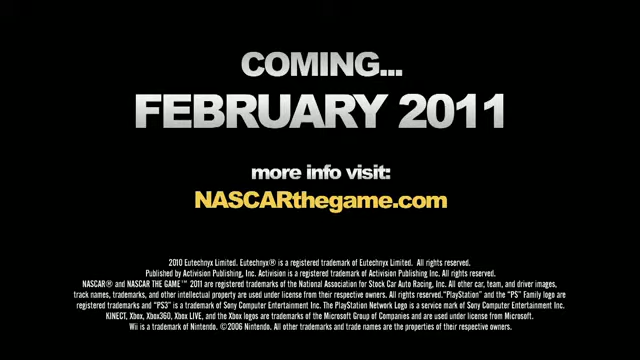 COMING...
FEBRUARY 2011
more info visit:
NASCARthegame.com
2010 Eutechnyx Limited. Eutechnyx® is a registered trademark of Eutechnyx Limited. All rights reserved.
Published by Activision Publishing, Inc. Activision is a registered trademark of Activision Publishing Inc. All rights reserved.
NASCAR® and NASCAR THE GAME™ 2011 are registered trademarks of the National Association for Stock Car Auto Racing, Inc. All other car, team, and driver images,
track names, trademarks, and other intellectual property are used under license from their respective owners. All rights reserved."PlayStation" and the "PS" Family logo are
registered trademarks and "PS3" is a trademark of Sony Computer Entertainment Inc. The PlayStation Network Logo is a service mark of Sony Computer Entertainment Inc.
KINECT, Xbox, Xbox360, Xbox LIVE, and the Xbox logos are trademarks of the Microsoft Group of Companies and are used under license from Microsoft.
Wii is a trademark of Nintendo. ©2006 Nintendo. All other trademarks and trade names are the properties of their respective owners.